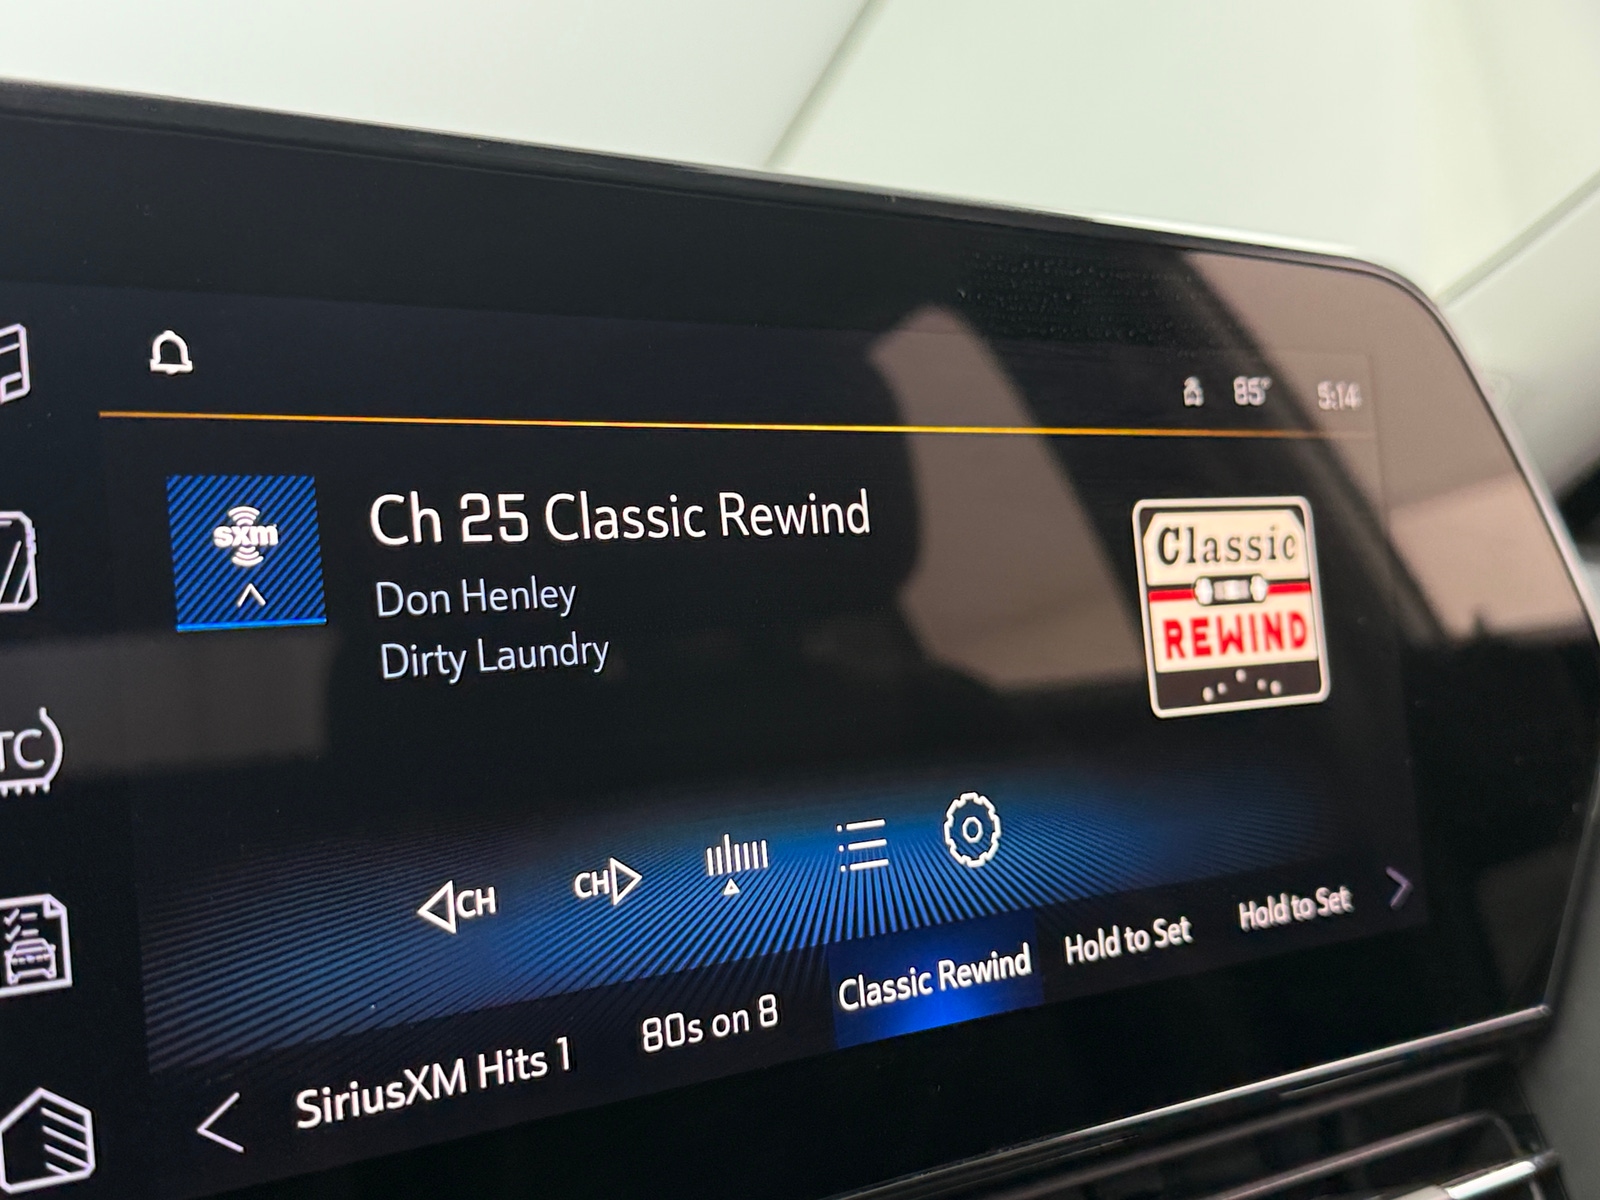 85°
5:14
sxm
Ch 25 Classic Rewind
Don Henley
Dirty Laundry
Classic
REWIND
TC
CH
CH
SiriusXM Hits 1
80s on 8
Classic Rewind
Hold to Set
Hold to Set